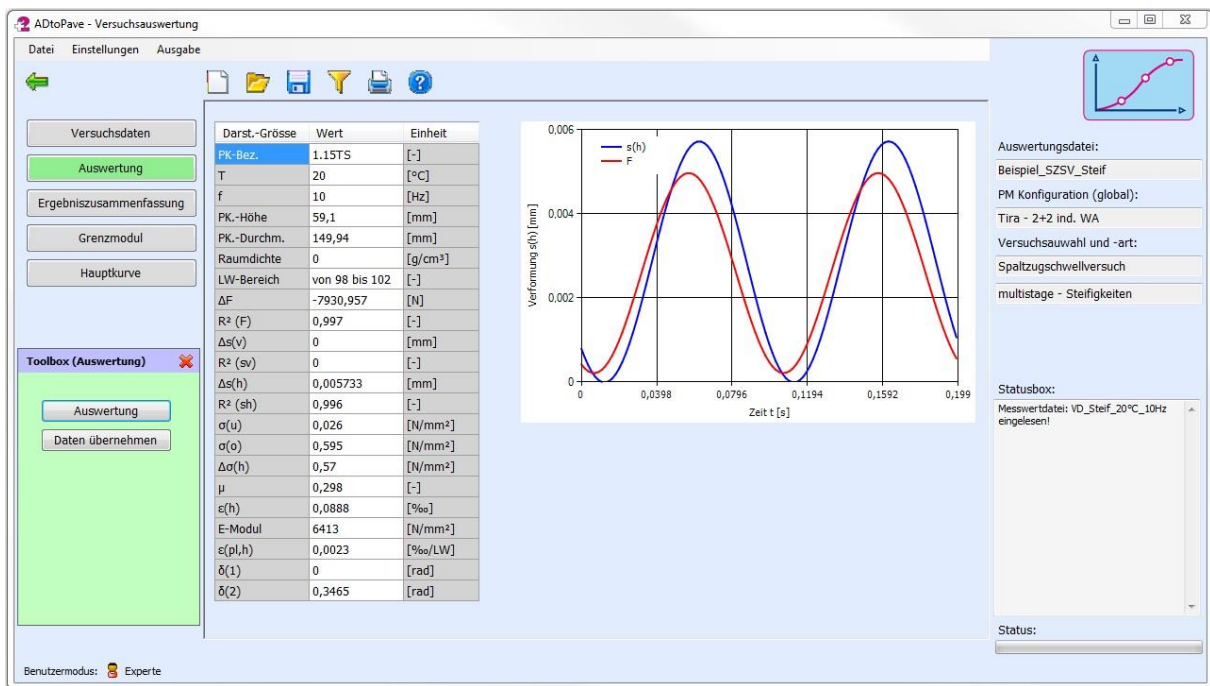 ADtoPave - Versuchsauswertung
Datei Einstellungen Ausgabe
Versuchsdaten
Auswertung
Ergebniszusammenfassung
Grenzmodul
Hauptkurve
Toolbox (Auswertung)
Auswertung
Daten übernehmen
Darst.-Grösse Wert Einheit
PK-Bez. 1.15TS [-]
T 20 [°C]
f 10 [Hz]
PK.-Höhe 59,1 [mm]
PK.-Durchm. 149,94 [mm]
Raumdichte 0 [g/cm³]
LW-Bereich von 98 bis 102 [-]
ΔF -7930,957 [N]
R² (F) 0,997 [-]
Δs(v) 0 [mm]
R² (sv) 0 [-]
Δs(h) 0,005733 [mm]
R² (sh) 0,996 [-]
σ(u) 0,026 [N/mm²]
σ(o) 0,595 [N/mm²]
Δσ(h) 0,57 [N/mm²]
μ 0,298 [-]
ε(h) 0,0888 [‰]
E-Modul 6413 [N/mm²]
ε(pl,h) 0,0023 [‰/LW]
δ(1) 0 [rad]
δ(2) 0,3465 [rad]
s(h)
F
Verformung s(h) [mm]
0,006
0,004
0,002
0
0 0,0398 0,0796 0,1194 0,1592 0,199
Zeit t [s]
Auswertungsdatei:
Beispiel_SZSV_Steif
PM Konfiguration (global):
Tira - 2+2 ind. WA
Versuchsauwahl und -art:
Spaltzugschwellversuch
multistage - Steifigkeiten
Statusbox:
Messwertdatei: VD_Steif_20°C_10Hz
eingelesen!
Status:
Benutzermodus: Experte